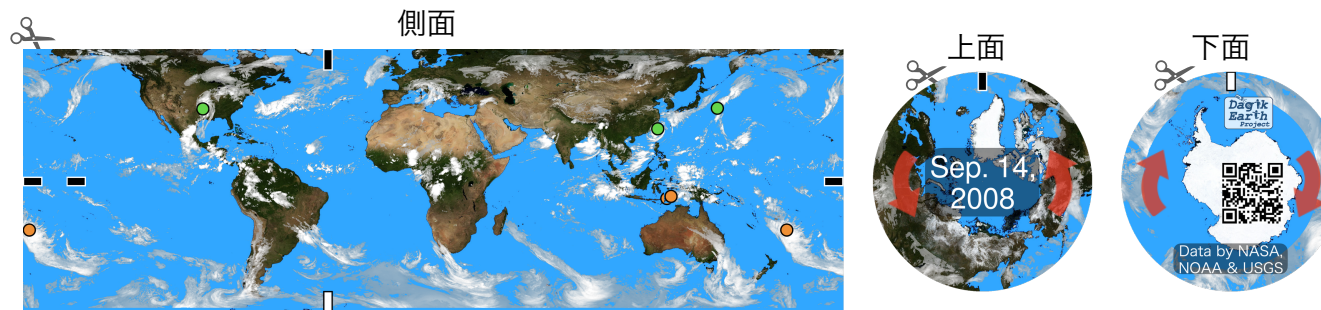 側面
上面
下面
Sep. 14,
2008
Dagik
Earth
Project
Data by NASA,
NOAA & USGS